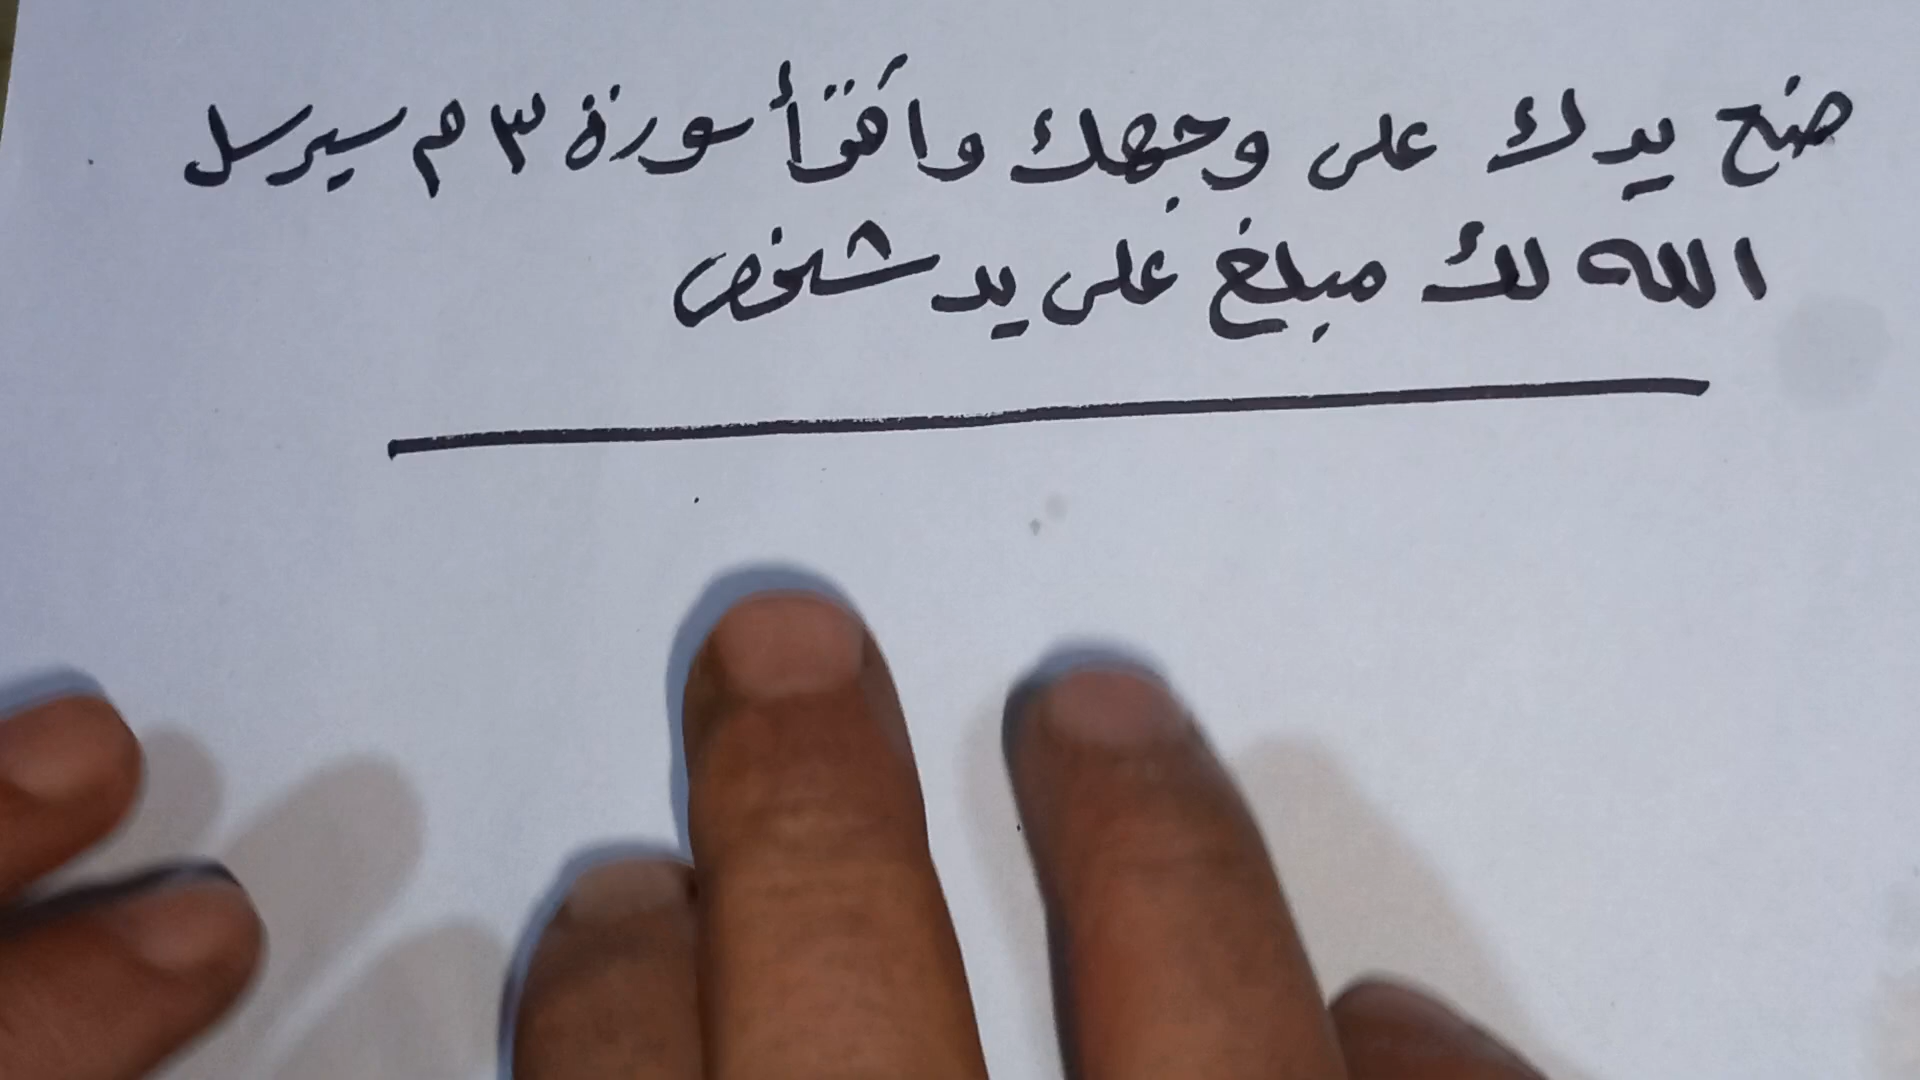 ضع يدك على وجهك واقرأ سورة ٣ م سيرسل
الله لك مبلغ على يد شخص